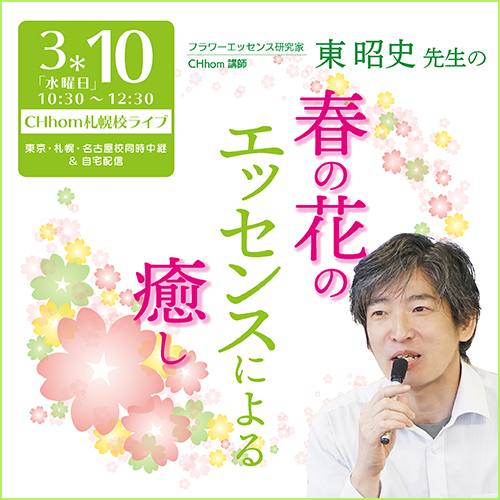 3*10
「水曜日」
10:30～12:30
CHhom札幌校ライブ
東京・札幌・名古屋校同時中継
& 自宅配信
フラワーエッセンス研究家
CHhom 講師
東 昭史 先生の
春の花の
エッセンスによる
癒し